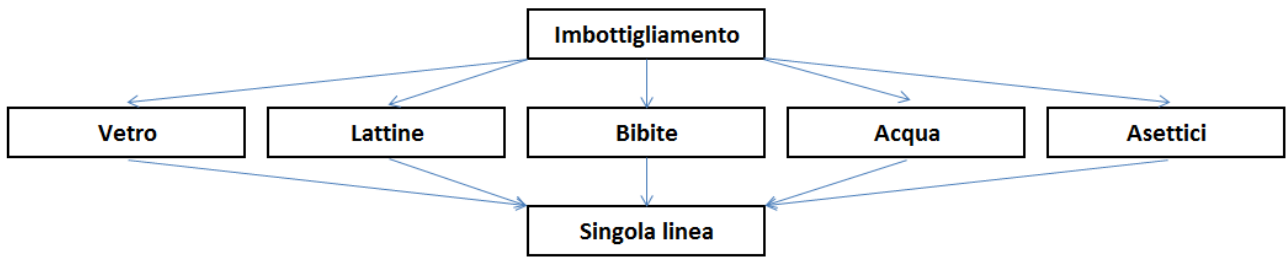 Imbottigliamento
Vetro
Lattine
Bibite
Acqua
Asettici
Singola linea